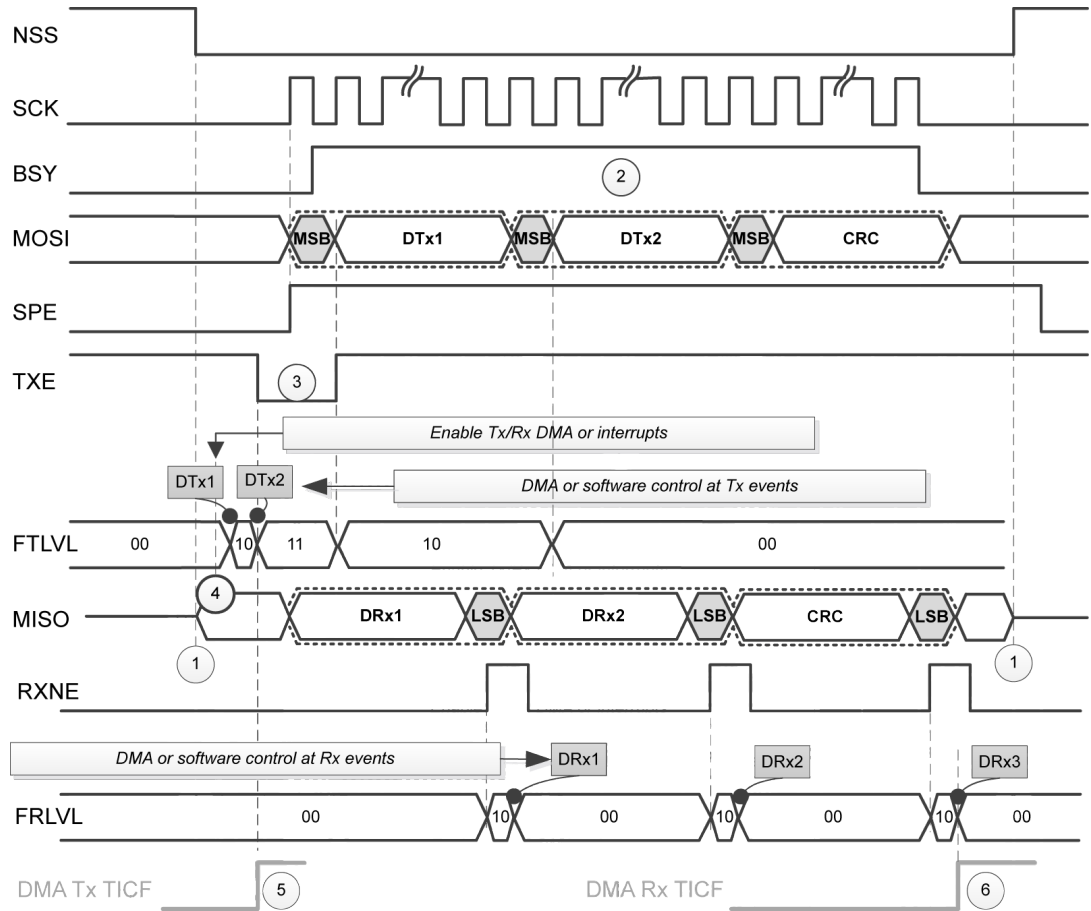 NSS
SCK
BSY
2
MOSI
MSB DTx1 MSB DTx2 MSB CRC
SPE
TXE
3
Enable Tx/Rx DMA or interrupts
DTx1 DTx2
DMA or software control at Tx events
FTLVL
00 10 11 10 00
4
MISO
DRx1 LSB DRx2 LSB CRC LSB
1 1
RXNE
DMA or software control at Rx events
DRx1 DRx2 DRx3
FRLVL
00 10 00 10 00 10 00
DMA Tx TICF
5
DMA Rx TICF
6